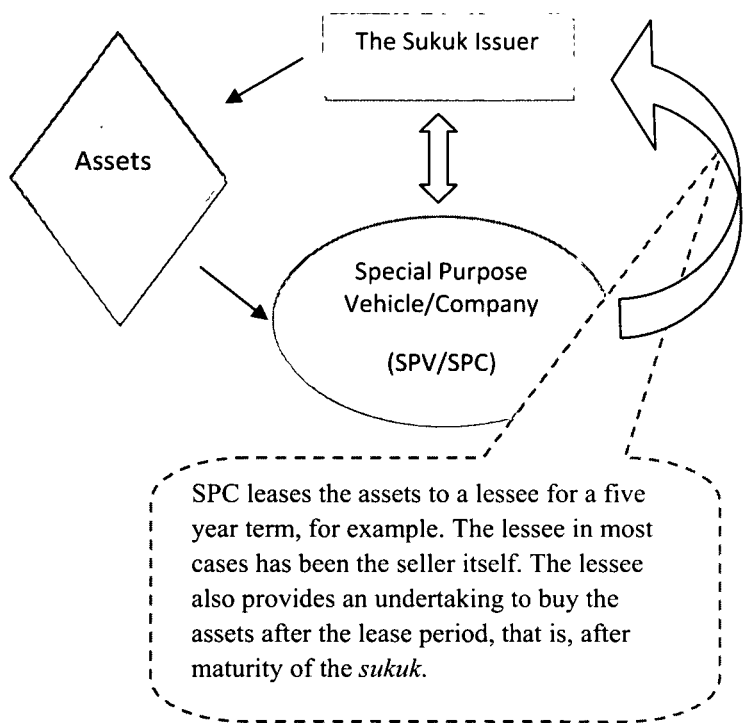 The Sukuk Issuer
Assets
Special Purpose
Vehicle/Company
(SPV/SPC)
SPC leases the assets to a lessee for a five
year term, for example. The lessee in most
cases has been the seller itself. The lessee
also provides an undertaking to buy the
assets after the lease period, that is, after
maturity of the sukuk.